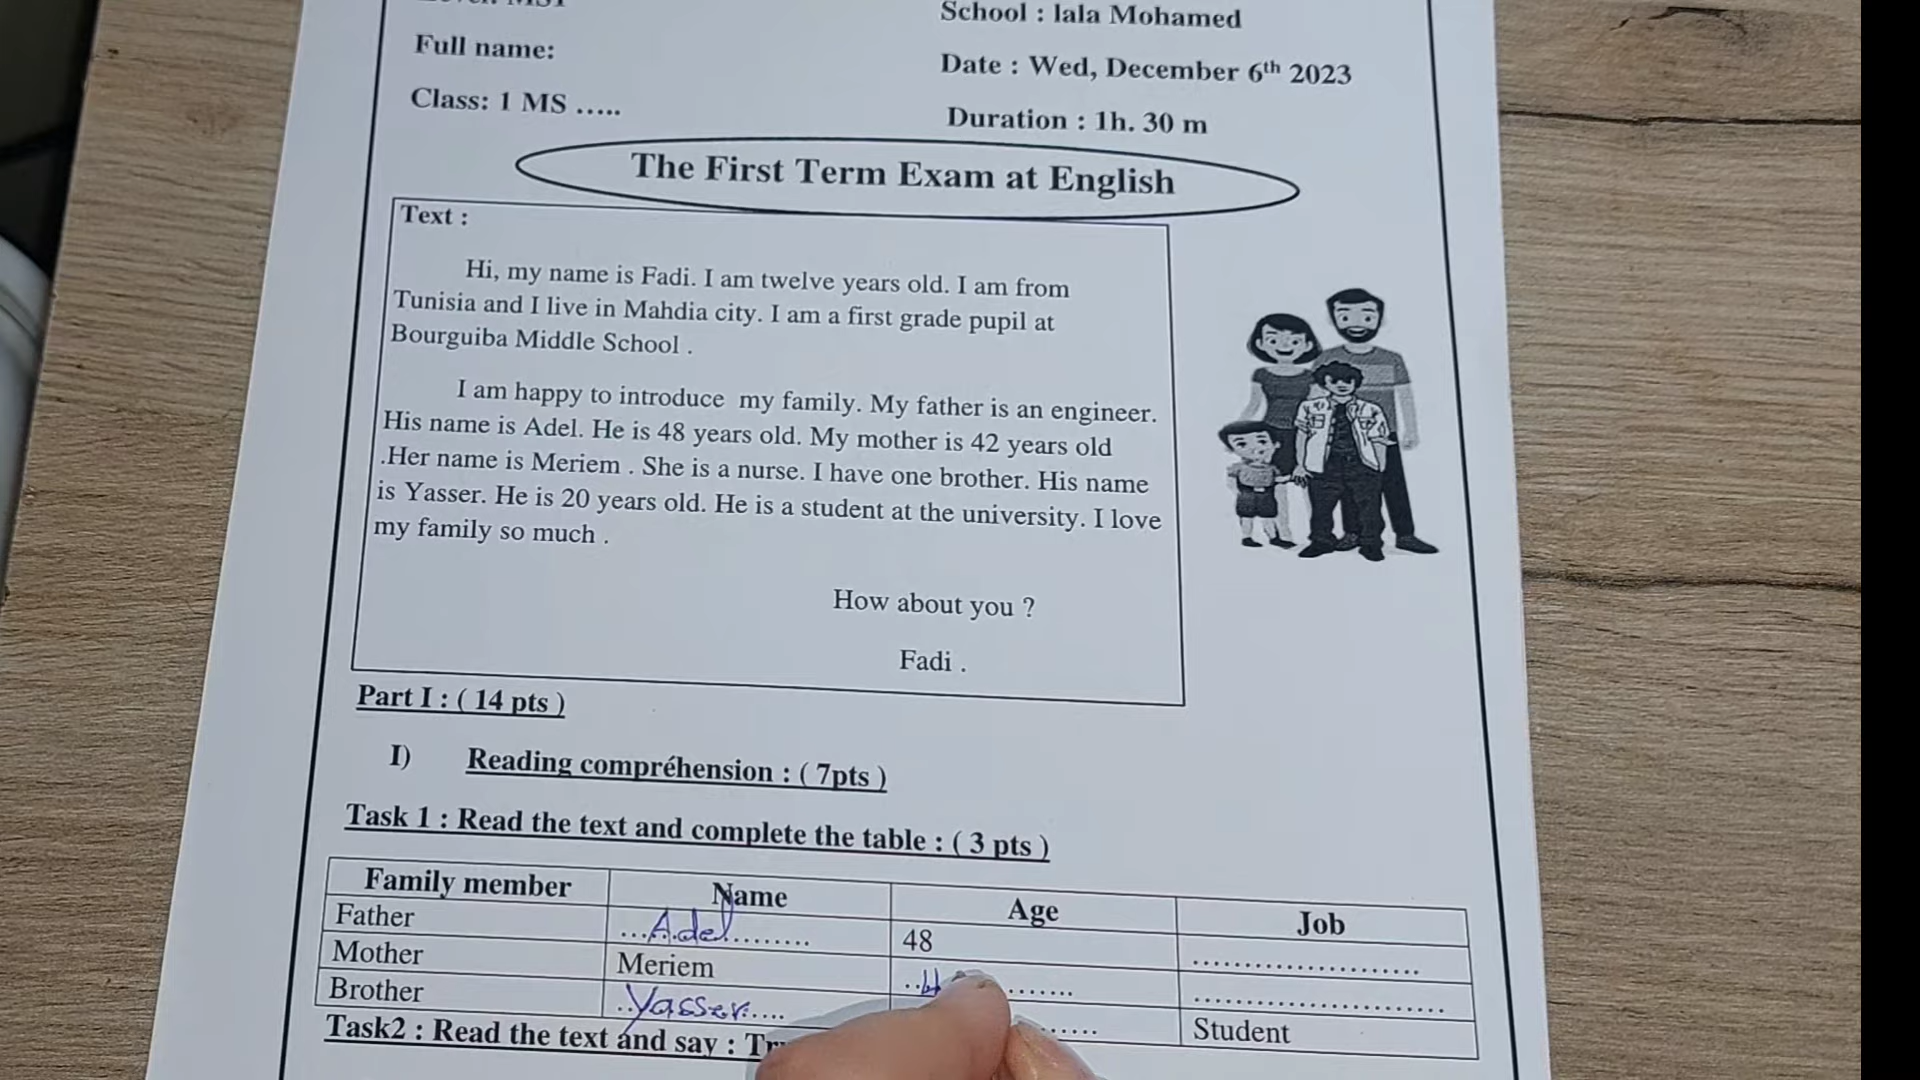 School : lala Mohamed
Full name:
Date : Wed, December 6th 2023
Class: 1 MS .....
Duration : 1h. 30 m
The First Term Exam at English
Text :
Hi, my name is Fadi. I am twelve years old. I am from
Tunisia and I live in Mahdia city. I am a first grade pupil at
Bourguiba Middle School .
I am happy to introduce my family. My father is an engineer.
His name is Adel. He is 48 years old. My mother is 42 years old
.Her name is Meriem . She is a nurse. I have one brother. His name
is Yasser. He is 20 years old. He is a student at the university. I love
my family so much .
How about you ?
Fadi .
Part I : ( 14 pts )
I) Reading compréhension : ( 7pts )
Task 1 : Read the text and complete the table : ( 3 pts )
Family member Name Age Job
Father ...Adel........ 48 ......................
Mother Meriem ........................
Brother ..Yasser.... ...... Student
Task2 : Read the text and say :